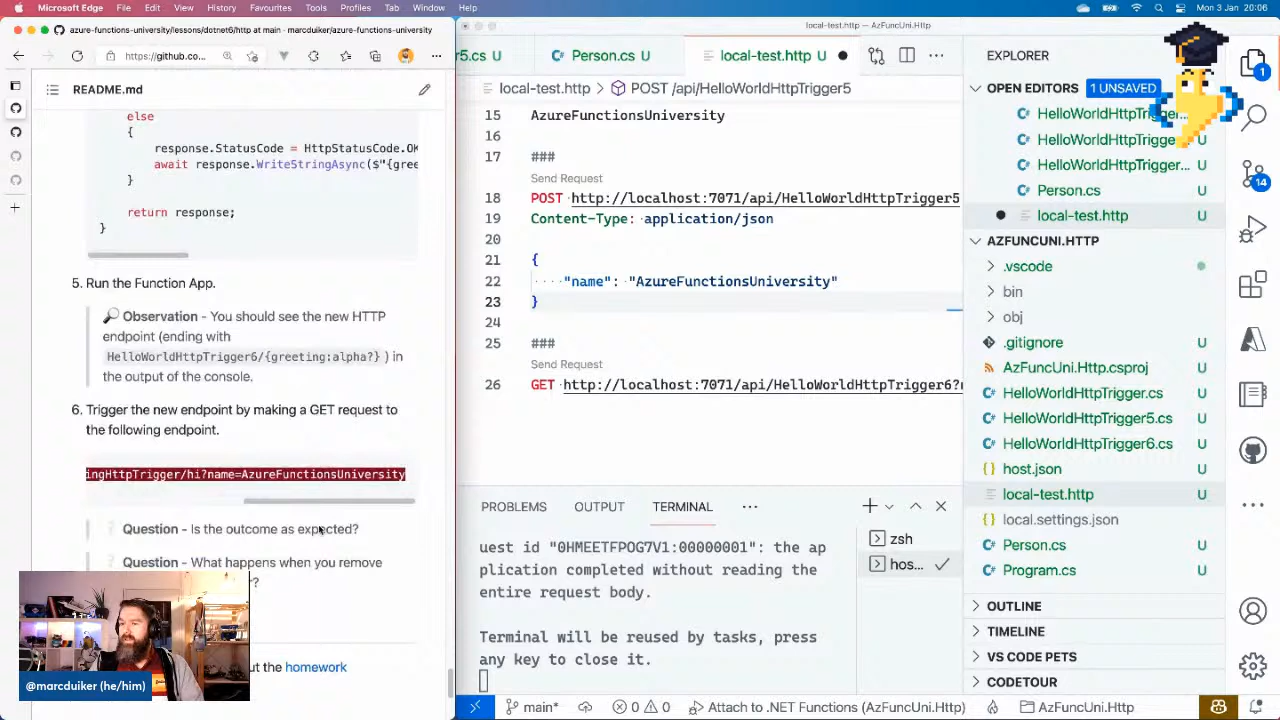 Microsoft Edge File Edit View History Favourites Tools Profiles Tab Window Help
Mon 3 Jan 20:06
azure-functions-university/lessons/dotnet6/http at main · marcduiker/azure-functions-university
https://github.co...
README.md
else
{
response.StatusCode = HttpStatusCode.OK
await response.WriteStringAsync($"{gree
}
return response;
}
5. Run the Function App.
Observation - You should see the new HTTP
endpoint (ending with
HelloWorldHttpTrigger6/{greeting:alpha?} ) in
the output of the console.
6. Trigger the new endpoint by making a GET request to
the following endpoint.
ingHttpTrigger/hi?name=AzureFunctionsUniversity
Question - Is the outcome as expected?
Question - What happens when you remove
?
ut the homework
@marcduiker (he/him)
local-test.http — AzFuncUni.Http
r5.cs U
Person.cs U
local-test.http U
local-test.http > POST /api/HelloWorldHttpTrigger5
15 AzureFunctionsUniversity
16
17 ###
Send Request
18 POST http://localhost:7071/api/HelloWorldHttpTrigger5
19 Content-Type: application/json
20
21 {
22 "name": "AzureFunctionsUniversity"
23 }
24
25 ###
Send Request
26 GET http://localhost:7071/api/HelloWorldHttpTrigger6?
PROBLEMS OUTPUT TERMINAL ...
uest id "0HMEETFPOG7V1:00000001": the ap
plication completed without reading the
entire request body.
Terminal will be reused by tasks, press
any key to close it.
zsh
hos...
EXPLORER
OPEN EDITORS 1 UNSAVED
HelloWorldHttpTrigger...
HelloWorldHttpTrigger... U
HelloWorldHttpTrigger... U
Person.cs U
local-test.http U
AZFUNCUNI.HTTP
.vscode
bin
obj
.gitignore U
AzFuncUni.Http.csproj U
HelloWorldHttpTrigger.cs U
HelloWorldHttpTrigger5.cs U
HelloWorldHttpTrigger6.cs U
host.json U
local-test.http U
local.settings.json
Person.cs U
Program.cs U
OUTLINE
TIMELINE
VS CODE PETS
CODETOUR
1
14
main* 0 0 Attach to .NET Functions (AzFuncUni.Http) AzFuncUni.Http